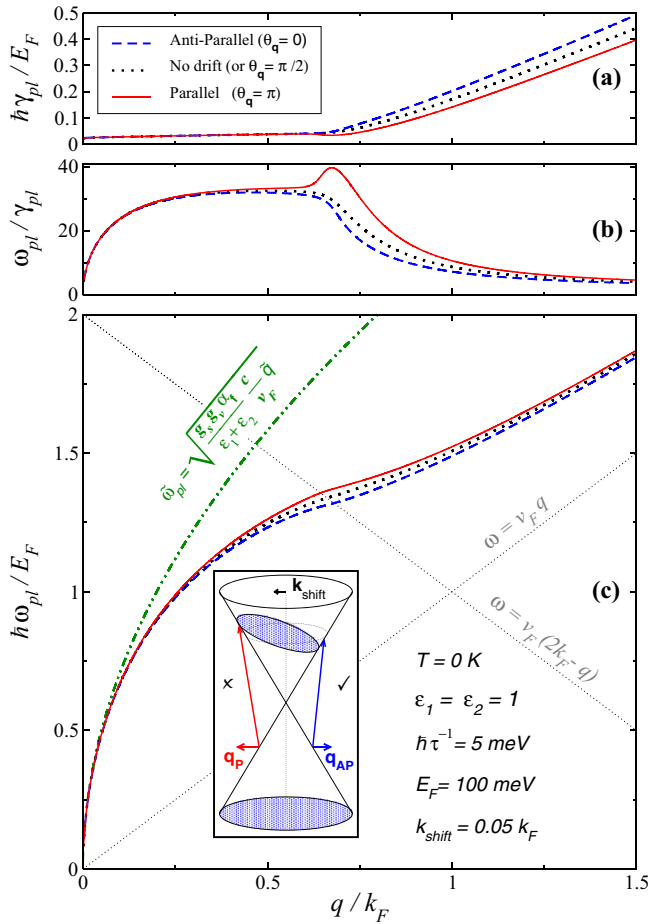 ħγ_pl / E_F
0.5
0.4
0.3
0.2
0.1
0
Anti-Parallel (θ_q = 0)
No drift (or θ_q = π/2)
Parallel (θ_q = π)
(a)
ω_pl / γ_pl
40
20
0
(b)
ħω_pl / E_F
2
1.5
1
0.5
0
ω̃_pl = √(g_s g_v α_f / (ε_1+ε_2) c / v_F q̃)
ω = v_F q
ω = v_F (2k_F - q)
(c)
k_shift
×
✓
q_P
q_AP
T = 0 K
ε_1 = ε_2 = 1
ħτ^-1 = 5 meV
E_F = 100 meV
k_shift = 0.05 k_F
0
0.5
1
1.5
q / k_F